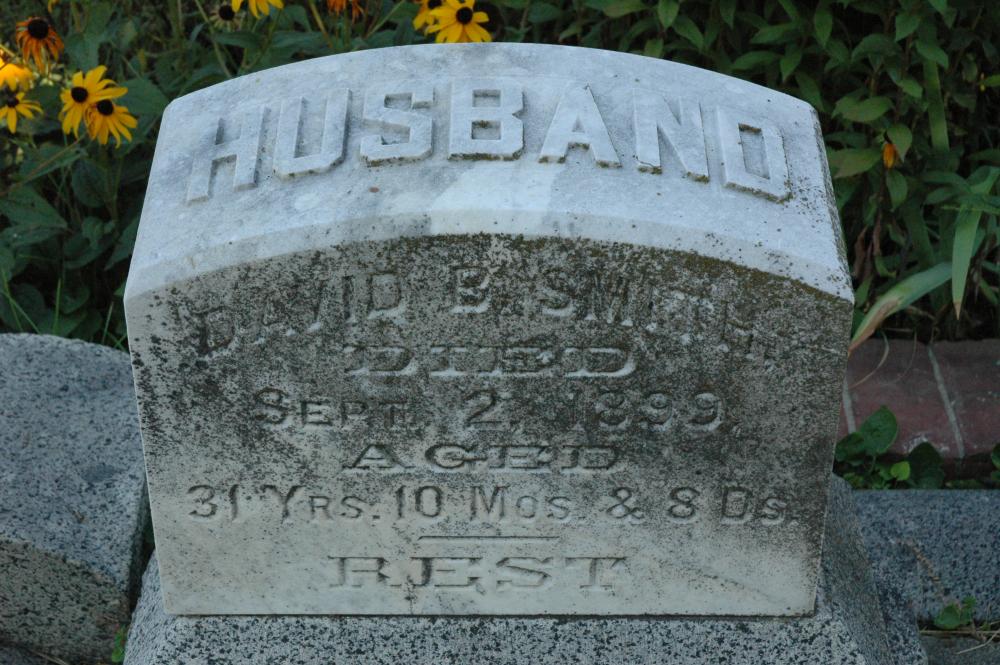 HUSBAND
DAVID B. SMITH,
DIED
SEPT. 2, 1899,
AGED
31 YRS. 10 MOS & 8 DS.
REST